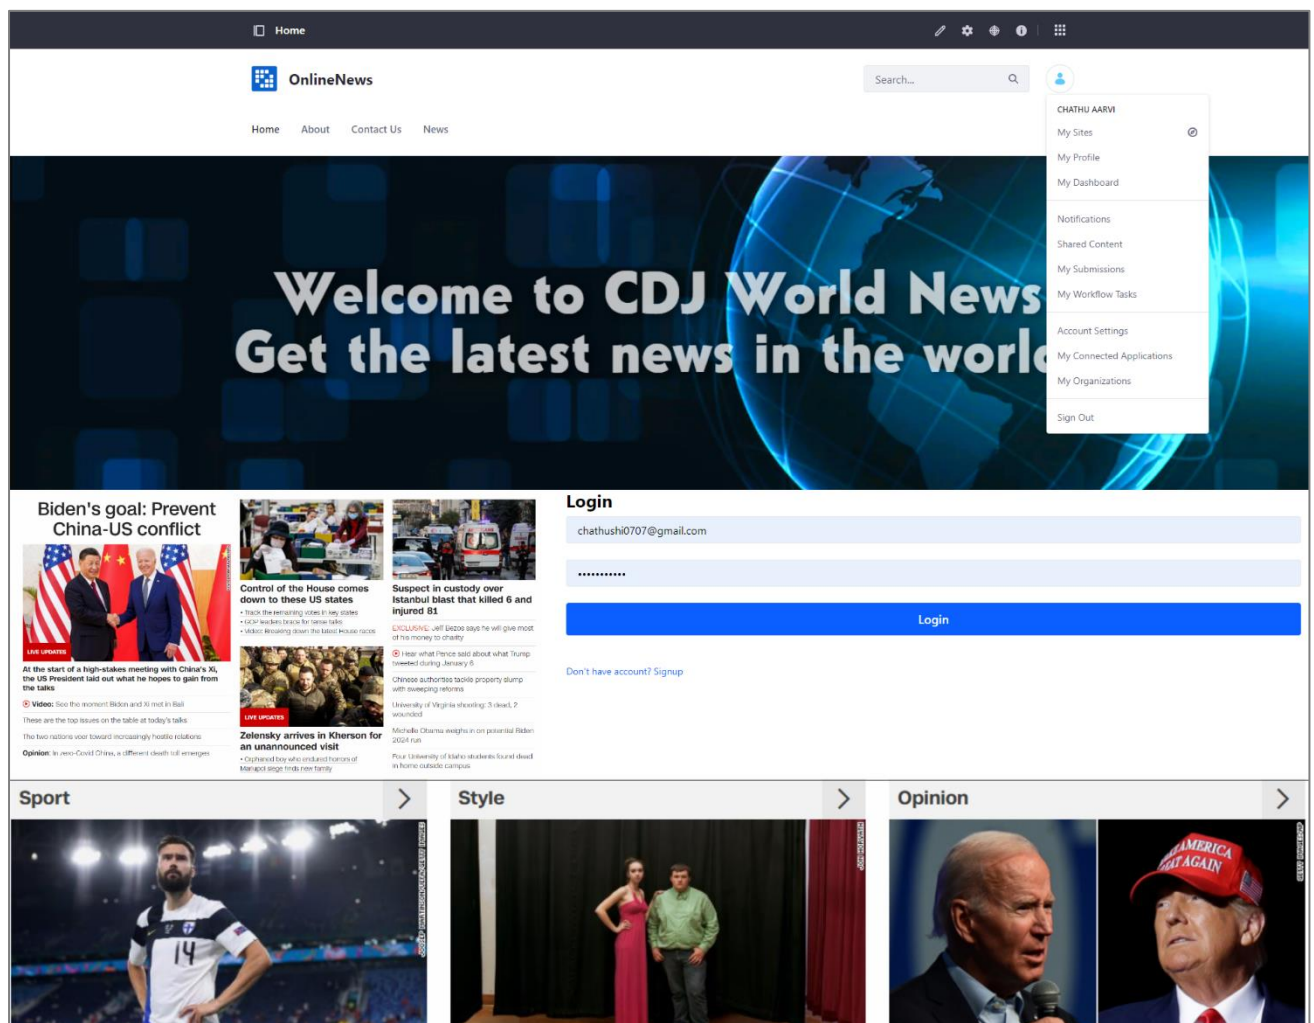 Home
OnlineNews
Search...
Home About Contact Us News
CHATHU AARVI
My Sites
My Profile
My Dashboard
Notifications
Shared Content
My Submissions
My Workflow Tasks
Account Settings
My Connected Applications
My Organizations
Sign Out
Welcome to CDJ World News
Get the latest news in the world
Biden's goal: Prevent
China-US conflict
LIVE UPDATES
At the start of a high-stakes meeting with China's Xi,
the US President laid out what he hopes to gain from
the talks
Video: See the moment Biden and Xi met in Bali
These are the top issues on the table at today's talks
The two nations veer toward increasingly hostile relations
Opinion: In zero-Covid China, a different death toll emerges
Control of the House comes
down to these US states
• Track the remaining votes in key states
• GOP leaders brace for tense talks
• Video: Breaking down the latest House races
LIVE UPDATES
Zelensky arrives in Kherson for
an unannounced visit
• Orphaned boy who endured horrors of
Mariupol siege finds new family
Suspect in custody over
Istanbul blast that killed 6 and
injured 81
EXCLUSIVE: Jeff Bezos says he will give most
of his money to charity
Hear what Pence said about what Trump
tweeted during January 6
Chinese authorities tackle property slump
with sweeping reforms
University of Virginia shooting: 3 dead, 2
wounded
Michelle Obama weighs in on potential Biden
2024 run
Four University of Idaho students found dead
in home outside campus
Login
chathushi0707@gmail.com
Login
Don't have account? Signup
Sport
14
Style
JON HORVATH
Opinion
AMERICA
GREAT AGAIN